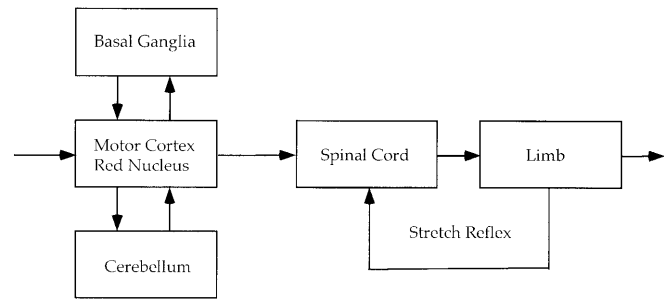 Basal Ganglia
Motor Cortex
Red Nucleus
Spinal Cord
Limb
Stretch Reflex
Cerebellum